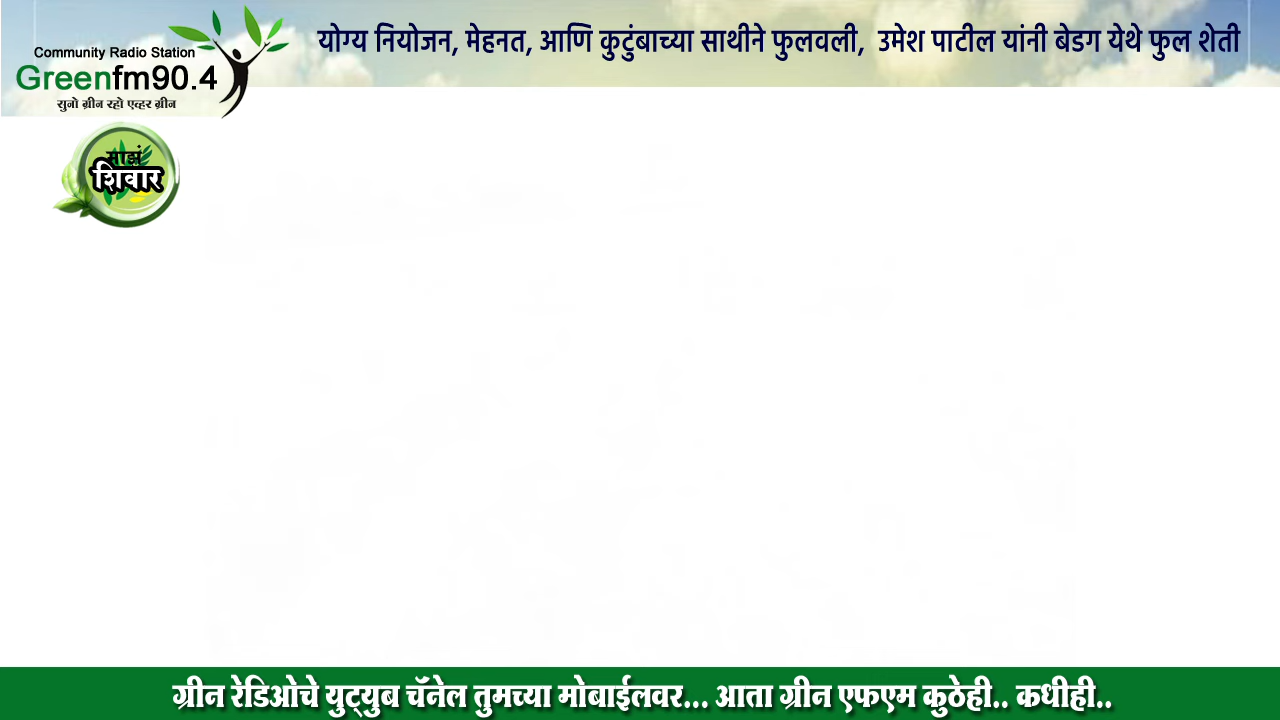 योग्य नियोजन, मेहनत, आणि कुटुंबाच्या साथीने फुलवली, उमेश पाटील यांनी बेडग येथे फुल शेती
Community Radio Station
Greenfm90.4
सुनो ग्रीन रहो एव्हर ग्रीन
माझं
शिवार
ग्रीन रेडिओचे युट्युब चॅनेल तुमच्या मोबाईलवर... आता ग्रीन एफएम कुठेही.. कधीही..